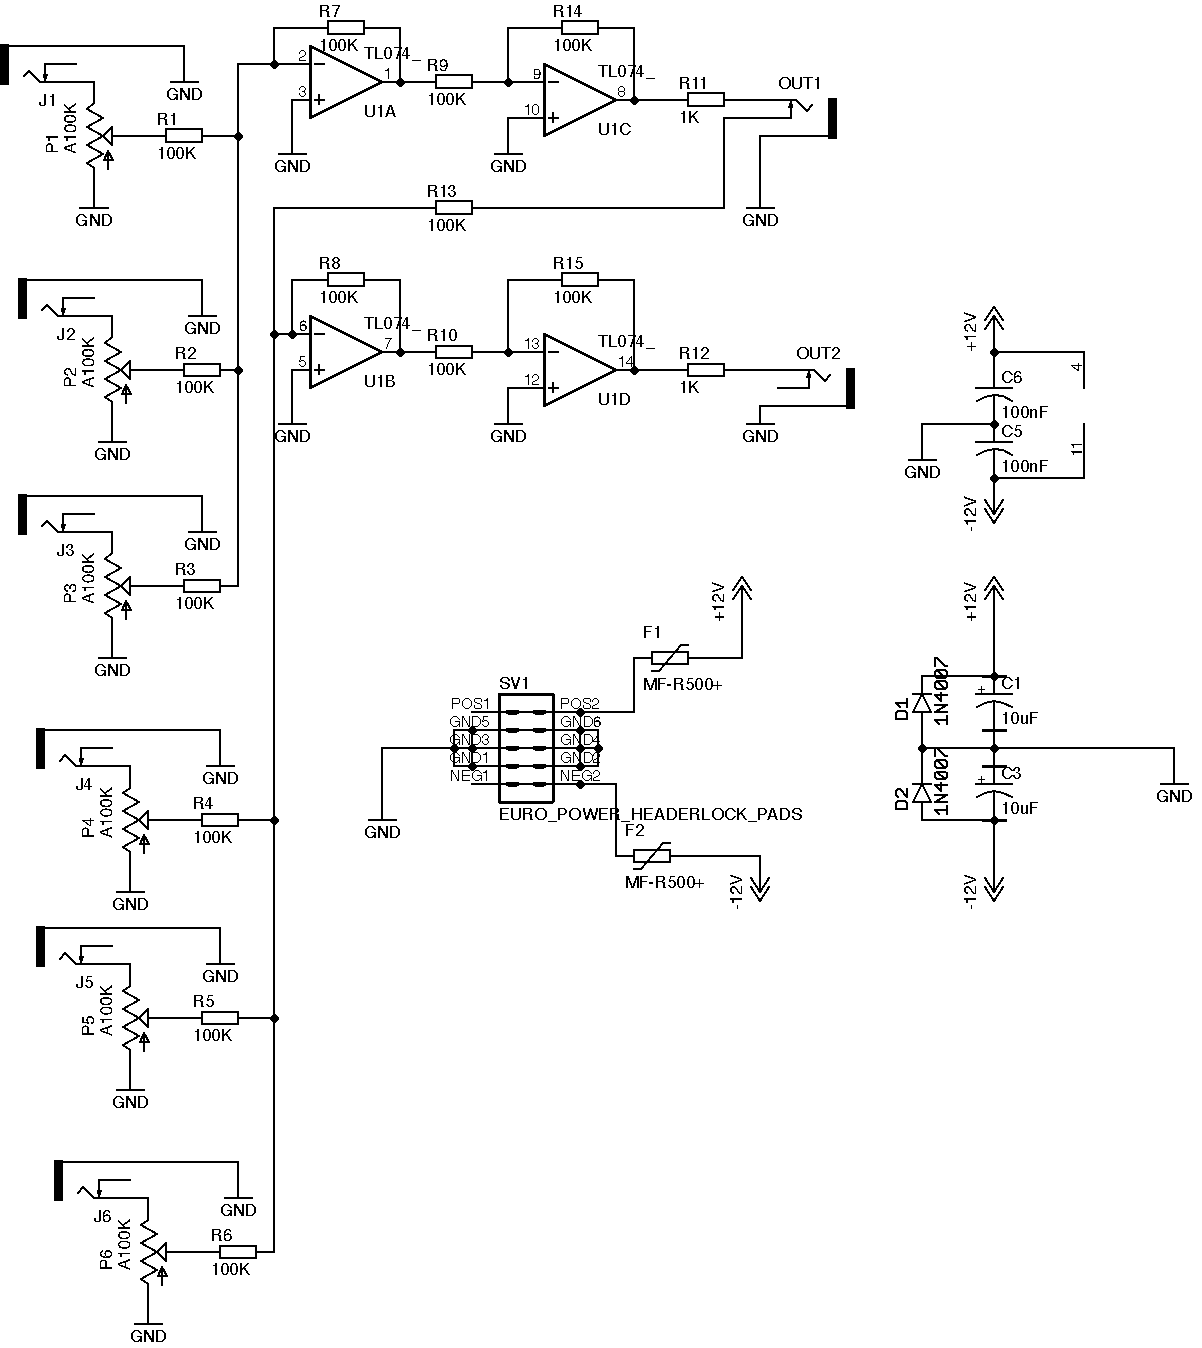 R7
100K
2
3
1
TL074_
U1A
GND
R9
100K
R14
100K
9
10
8
TL074_
U1C
GND
R11
1K
OUT1
GND
J1
GND
P1
A100K
R1
100K
GND
R13
100K
R8
100K
6
5
7
TL074_
U1B
GND
R10
100K
R15
100K
13
12
14
TL074_
U1D
GND
R12
1K
OUT2
GND
J2
GND
P2
A100K
R2
100K
GND
J3
GND
P3
A100K
R3
100K
GND
+12V
C6
100nF
C5
100nF
4
11
GND
-12V
+12V
D1
1N4007
C1
+
10uF
D2
1N4007
C3
+
10uF
GND
-12V
SV1
POS1
POS2
GND5
GND6
GND3
GND4
GND1
GND2
NEG1
NEG2
EURO_POWER_HEADERLOCK_PADS
GND
F1
MF-R500+
+12V
F2
MF-R500+
-12V
J4
GND
P4
A100K
R4
100K
GND
J5
GND
P5
A100K
R5
100K
GND
J6
GND
P6
A100K
R6
100K
GND